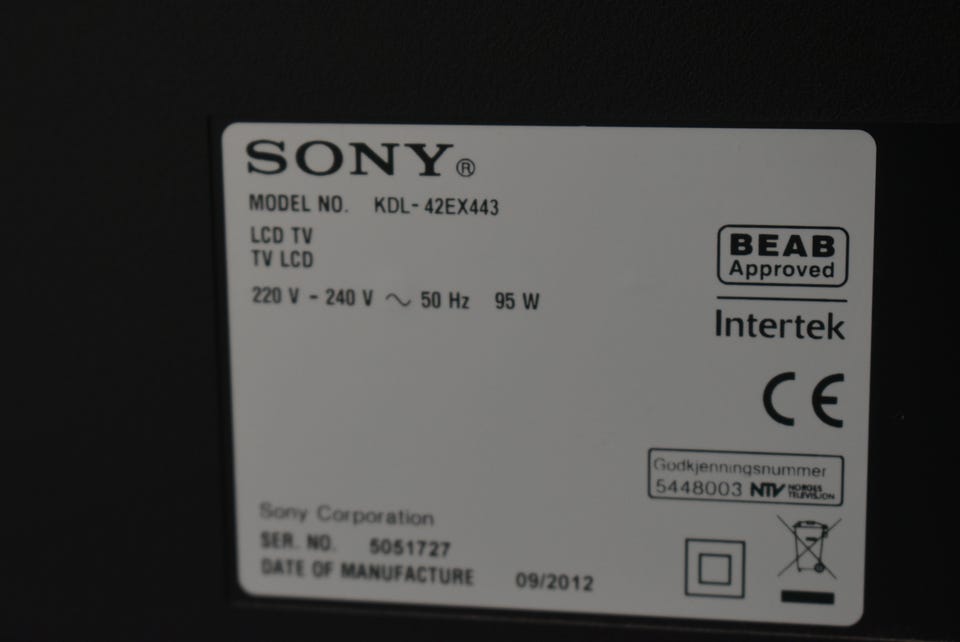 SONY®
MODEL NO. KDL-42EX443
LCD TV
TV LCD
220 V - 240 V ~ 50 Hz 95 W
BEAB
Approved
Intertek
CE
Godkjenningsnummer
5448003 NTV NORGES TELEVISJON
Sony Corporation
SER. NO. 5051727
DATE OF MANUFACTURE 09/2012